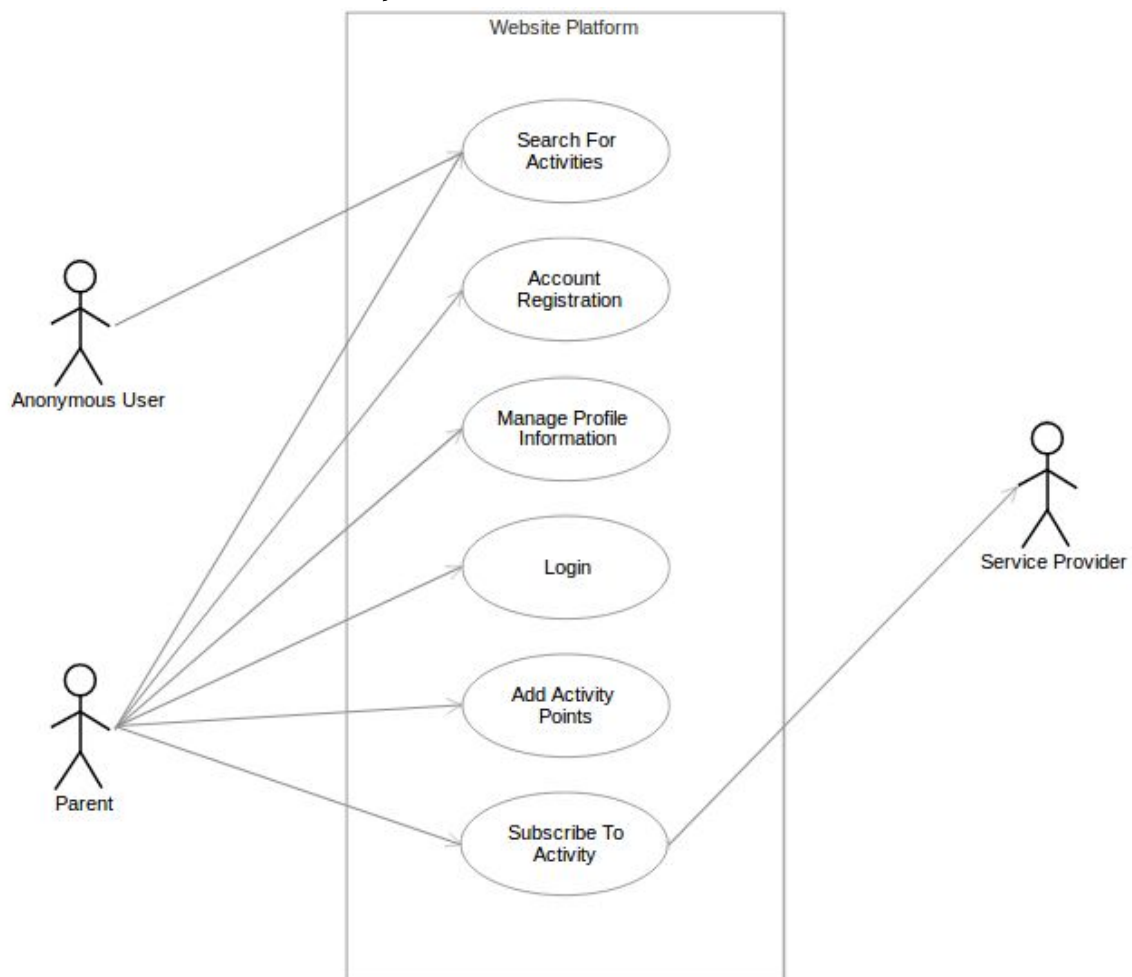 Website Platform
Search For
Activities
Account
Registration
Anonymous User
Manage Profile
Information
Login
Service Provider
Add Activity
Points
Parent
Subscribe To
Activity